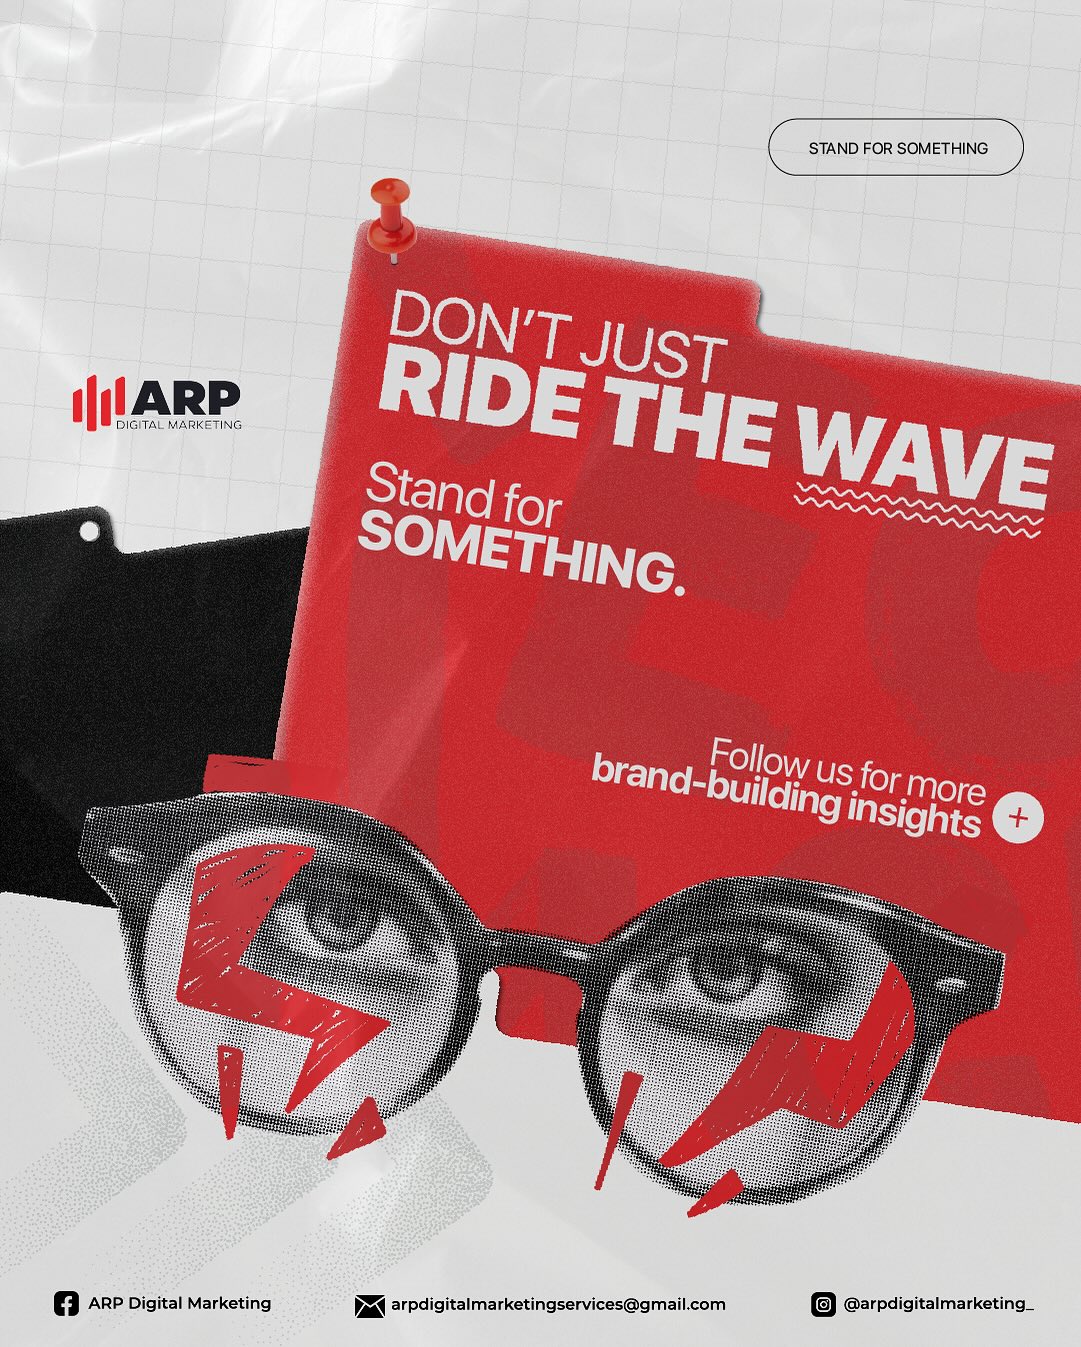 STAND FOR SOMETHING
DON'T JUST
RIDE THE WAVE
ARP
DIGITAL MARKETING
Stand for
SOMETHING.
Follow us for more
brand-building insights
+
ARP Digital Marketing
arpdigitalmarketingservices@gmail.com
@arpdigitalmarketing_